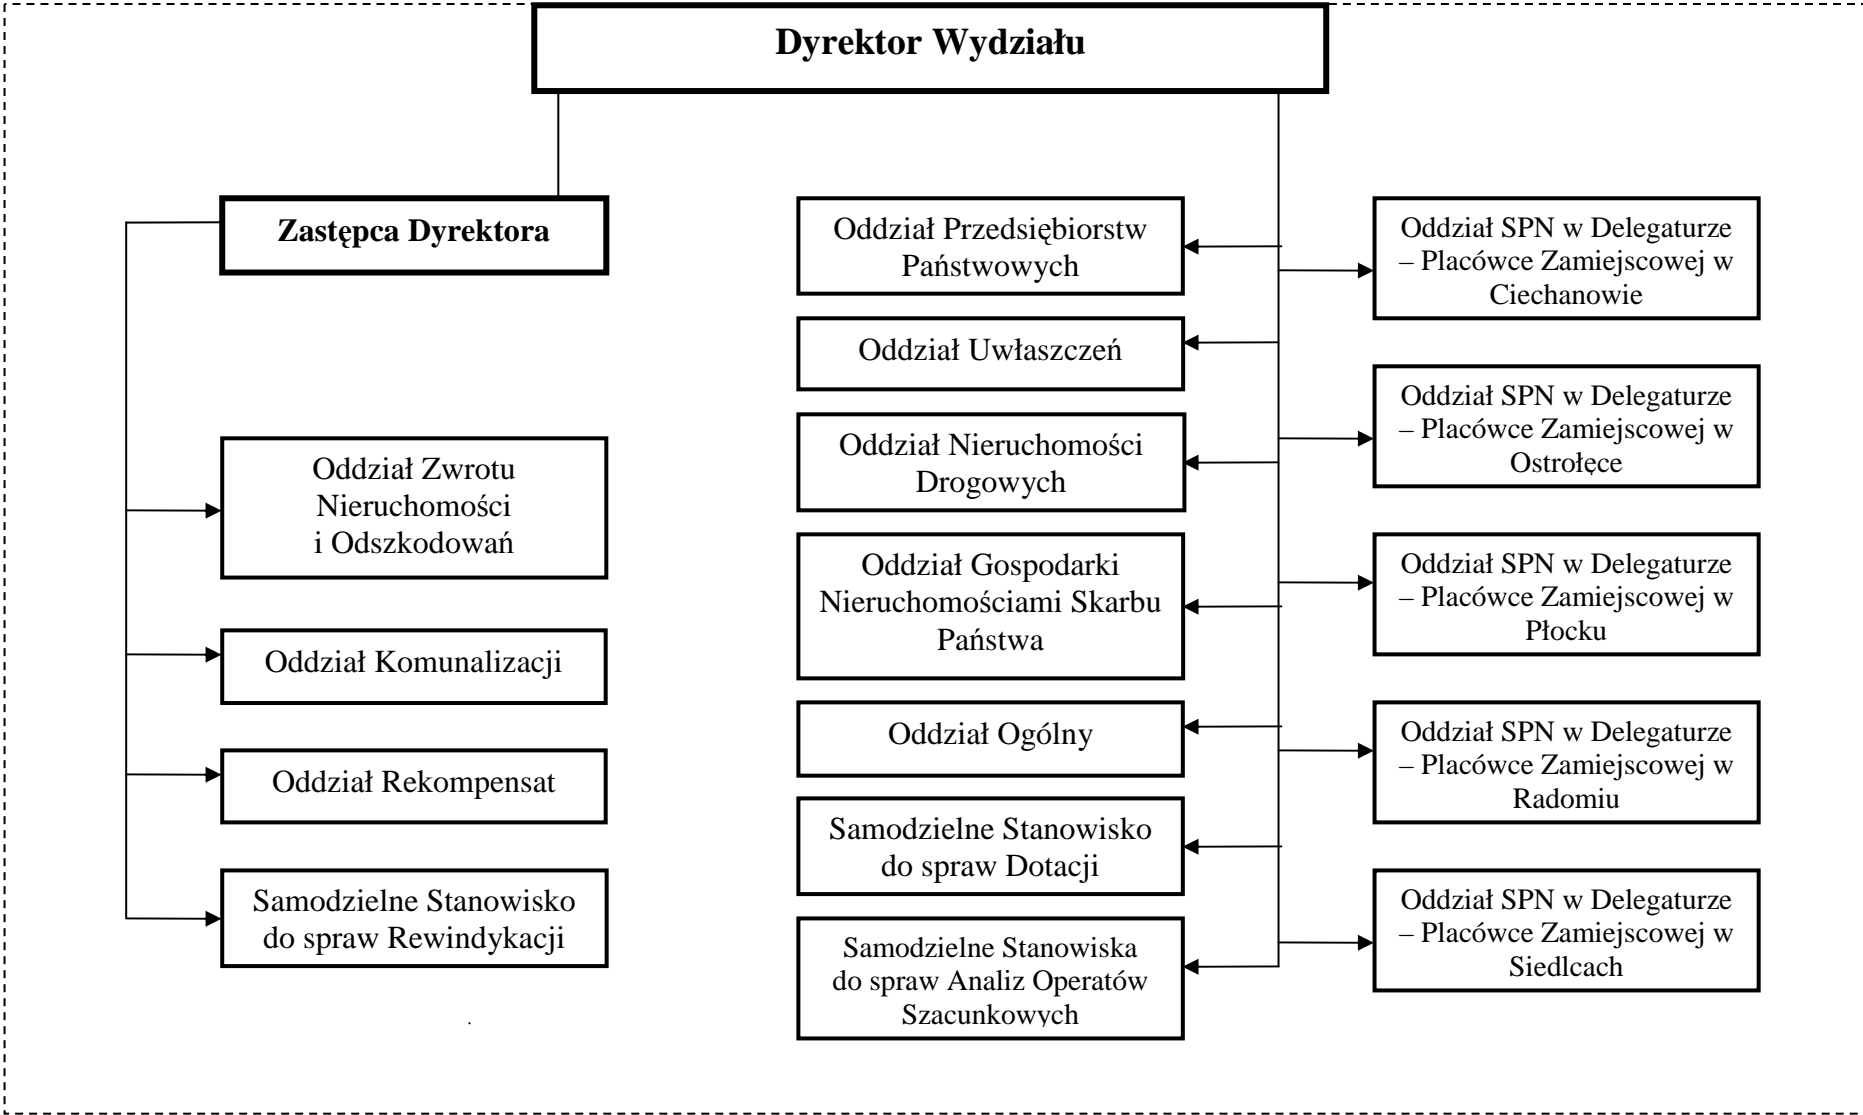 Dyrektor Wydziału
Zastępca Dyrektora
Oddział Zwrotu
Nieruchomości
i Odszkodowań
Oddział Komunalizacji
Oddział Rekompensat
Samodzielne Stanowisko
do spraw Rewindykacji
Oddział Przedsiębiorstw
Państwowych
Oddział Uwłaszczeń
Oddział Nieruchomości
Drogowych
Oddział Gospodarki
Nieruchomościami Skarbu
Państwa
Oddział Ogólny
Samodzielne Stanowisko
do spraw Dotacji
Samodzielne Stanowiska
do spraw Analiz Operatów
Szacunkowych
Oddział SPN w Delegaturze
– Placówce Zamiejscowej w
Ciechanowie
Oddział SPN w Delegaturze
– Placówce Zamiejscowej w
Ostrołęce
Oddział SPN w Delegaturze
– Placówce Zamiejscowej w
Płocku
Oddział SPN w Delegaturze
– Placówce Zamiejscowej w
Radomiu
Oddział SPN w Delegaturze
– Placówce Zamiejscowej w
Siedlcach